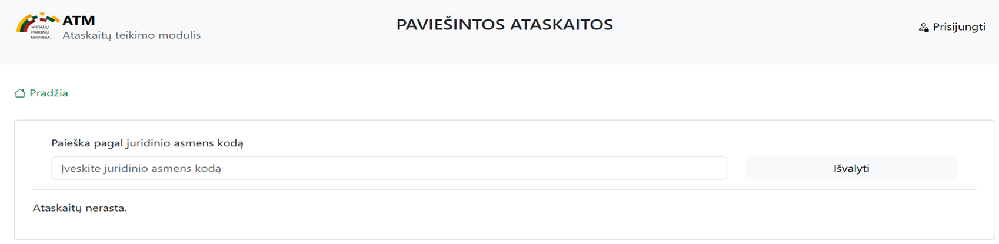 VIEŠŲJŲ
PIRKIMŲ
TARNYBA
ATM
Ataskaitų teikimo modulis
PAVIEŠINTOS ATASKAITOS
Prisijungti
Pradžia
Paieška pagal juridinio asmens kodą
Įveskite juridinio asmens kodą
Išvalyti
Ataskaitų nerasta.